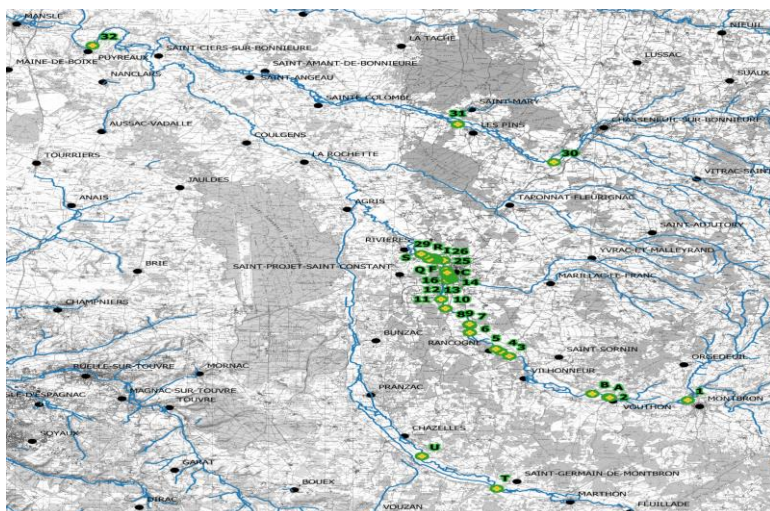 MANSLE
NIEUIL
32
LA TACHE
PUYREAUX
SAINT-CIERS-SUR-BONNIEURE
LUSSAC
MAINE-DE-BOIXE
SAINT-AMANT-DE-BONNIEURE
NANCLARS
SAINT-ANGEAU
SUAUX
SAINTE-COLOMBE
SAINT-MARY
31
AUSSAC-VADALLE
LES PINS
CHASSENEUIL-SUR-BONNIEURE
COULGENS
30
TOURRIERS
LA ROCHETTE
VITRAC-SAINT
JAULDES
ANAIS
AGRIS
TAPONNAT-FLEURIGNAC
SAINT-ADJUTORY
RIVIERES
29
R
26
YVRAC-ET-MALLEYRAND
S
25
BRIE
SAINT-PROJET-SAINT-CONSTANT
Q
F
C
16
14
MARILLAC-LE-FRANC
12
13
CHAMPNIERS
11
10
89
7
BUNZAC
6
RANCOGNE
5
4
3
SAINT-SORNIN
ORGEDEUIL
RUELLE-SUR-TOUVRE
MORNAC
VILHONNEUR
B
A
1
PRANZAC
MAGNAC-SUR-TOUVRE
2
TOUVRE
VOUTHON
MONTBRON
GLE-D'ESPAGNAC
CHAZELLES
SOYAUX
U
GARAT
SAINT-GERMAIN-DE-MONTBRON
BOUEX
T
MARTHON
DIRAC
VOUZAN
FEUILLADE